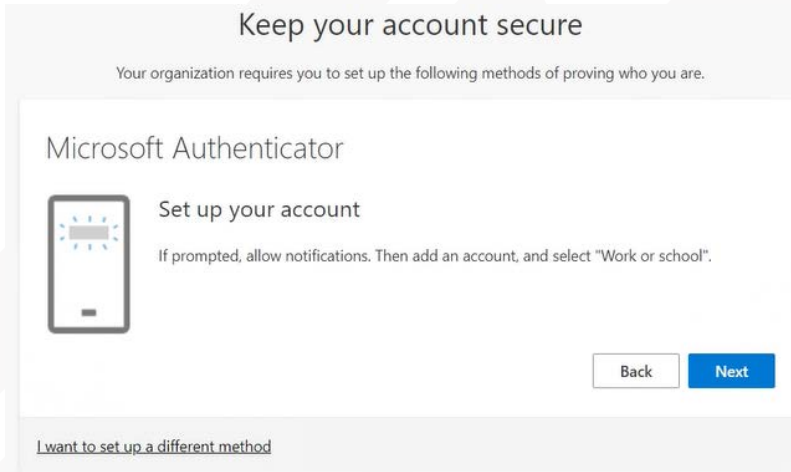 Keep your account secure
Your organization requires you to set up the following methods of proving who you are.
Microsoft Authenticator
Set up your account
If prompted, allow notifications. Then add an account, and select "Work or school".
Back Next
I want to set up a different method